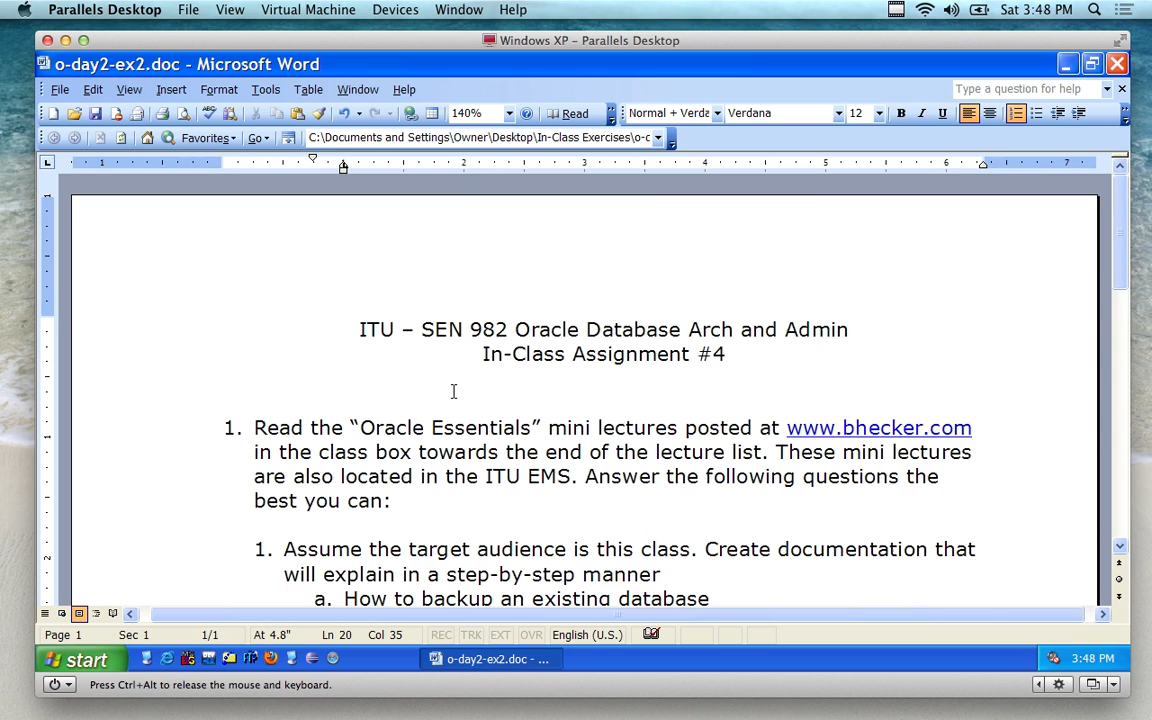 Parallels Desktop File View Virtual Machine Devices Window Help Sat 3:48 PM
Windows XP - Parallels Desktop
o-day2-ex2.doc - Microsoft Word
File Edit View Insert Format Tools Table Window Help Type a question for help
140% Read Normal + Verda Verdana 12 B I U
Favorites Go C:\Documents and Settings\Owner\Desktop\In-Class Exercises\o-c
1 2 3 4 5 6 7
ITU – SEN 982 Oracle Database Arch and Admin
In-Class Assignment #4
1. Read the “Oracle Essentials” mini lectures posted at www.bhecker.com
in the class box towards the end of the lecture list. These mini lectures
are also located in the ITU EMS. Answer the following questions the
best you can:
1. Assume the target audience is this class. Create documentation that
will explain in a step-by-step manner
a. How to backup an existing database
Page 1 Sec 1 1/1 At 4.8" Ln 20 Col 35 REC TRK EXT OVR English (U.S.)
start o-day2-ex2.doc - ... 3:48 PM
Press Ctrl+Alt to release the mouse and keyboard.